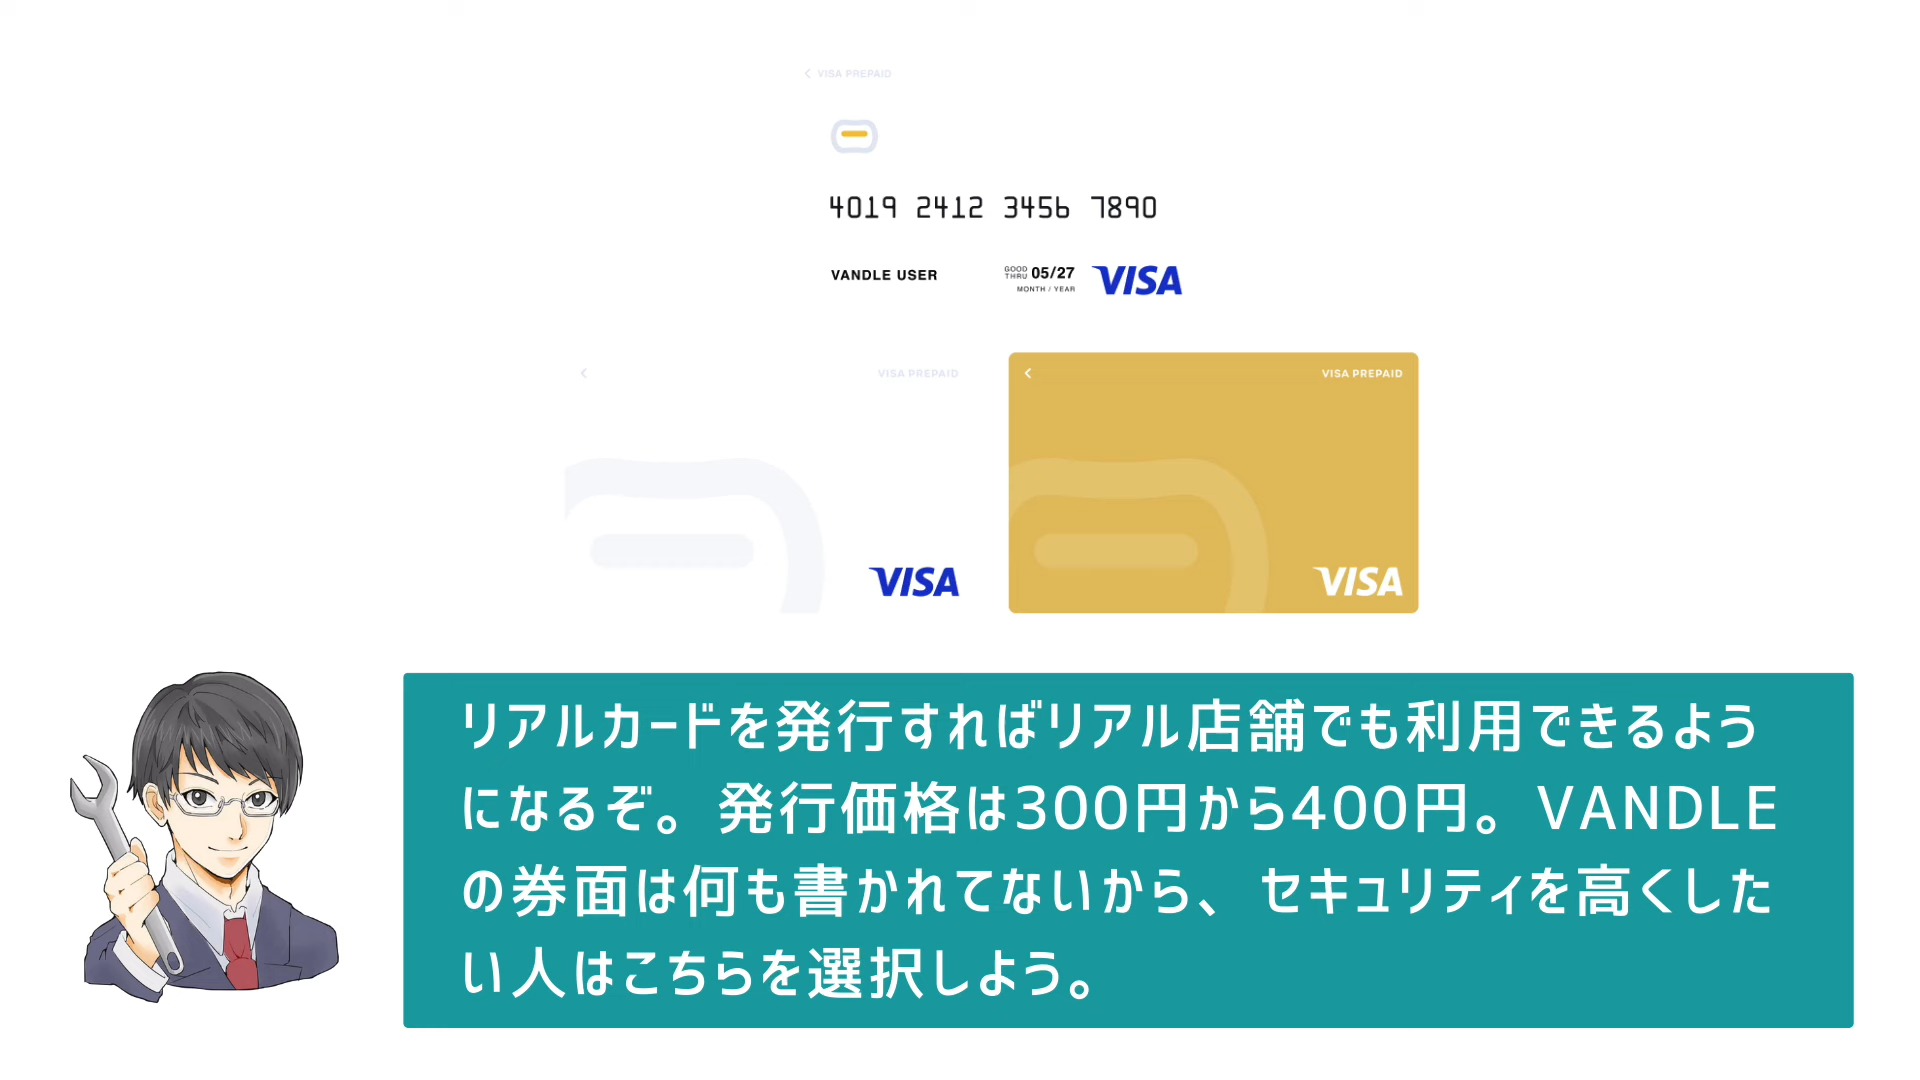 VISA PREPAID
4019 2412 3456 7890
VANDLE USER
GOOD THRU 05/27
MONTH / YEAR
VISA
VISA PREPAID
VISA
VISA PREPAID
VISA
リアルカードを発行すればリアル店舗でも利用できるよう
になるぞ。発行価格は300円から400円。VANDLE
の券面は何も書かれてないから、セキュリティを高くした
い人はこちらを選択しよう。